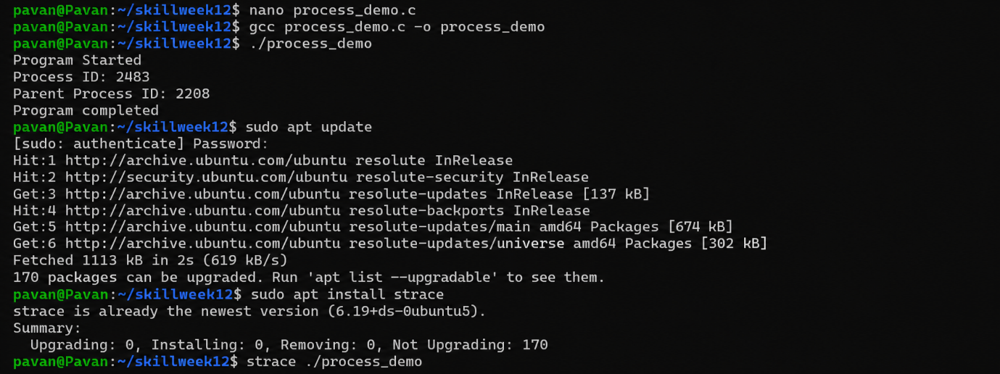 pavan@Pavan:~/skillweek12$ nano process_demo.c
pavan@Pavan:~/skillweek12$ gcc process_demo.c -o process_demo
pavan@Pavan:~/skillweek12$ ./process_demo
Program Started
Process ID: 2483
Parent Process ID: 2208
Program completed
pavan@Pavan:~/skillweek12$ sudo apt update
[sudo: authenticate] Password:
Hit:1 http://archive.ubuntu.com/ubuntu resolute InRelease
Hit:2 http://security.ubuntu.com/ubuntu resolute-security InRelease
Get:3 http://archive.ubuntu.com/ubuntu resolute-updates InRelease [137 kB]
Hit:4 http://archive.ubuntu.com/ubuntu resolute-backports InRelease
Get:5 http://archive.ubuntu.com/ubuntu resolute-updates/main amd64 Packages [674 kB]
Get:6 http://archive.ubuntu.com/ubuntu resolute-updates/universe amd64 Packages [302 kB]
Fetched 1113 kB in 2s (619 kB/s)
170 packages can be upgraded. Run 'apt list --upgradable' to see them.
pavan@Pavan:~/skillweek12$ sudo apt install strace
strace is already the newest version (6.19+ds-0ubuntu5).
Summary:
  Upgrading: 0, Installing: 0, Removing: 0, Not Upgrading: 170
pavan@Pavan:~/skillweek12$ strace ./process_demo